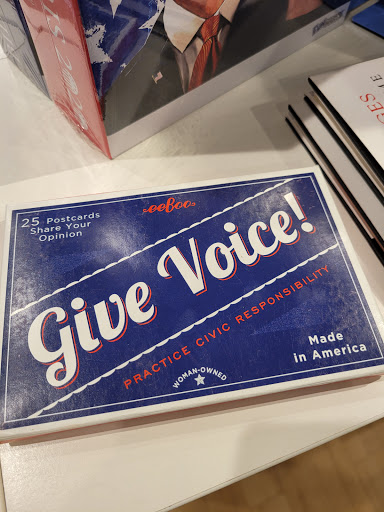 eeboo
25 Postcards
Share Your
Opinion
Give Voice!
PRACTICE CIVIC RESPONSIBILITY
WOMAN-OWNED
Made
in America